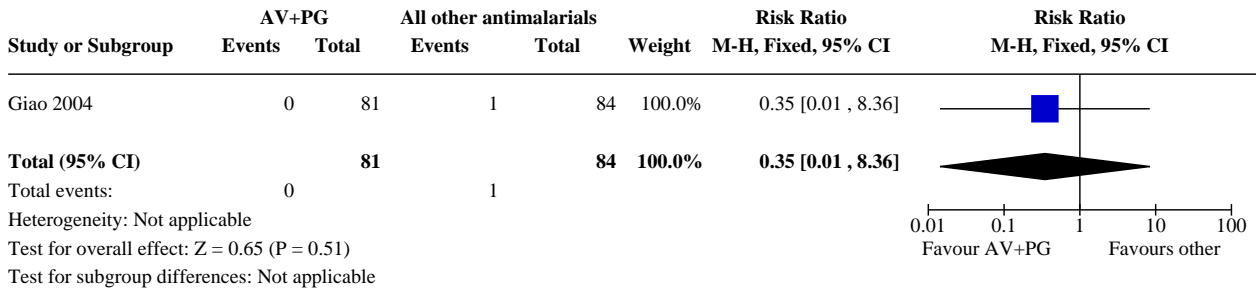 AV+PG All other antimalarials Risk Ratio Risk Ratio
Study or Subgroup Events Total Events Total Weight M-H, Fixed, 95% CI M-H, Fixed, 95% CI
Giao 2004 0 81 1 84 100.0% 0.35 [0.01 , 8.36]
Total (95% CI) 81 84 100.0% 0.35 [0.01 , 8.36]
Total events: 0 1
Heterogeneity: Not applicable
0.01 0.1 1 10 100
Test for overall effect: Z = 0.65 (P = 0.51)
Favour AV+PG Favours other
Test for subgroup differences: Not applicable